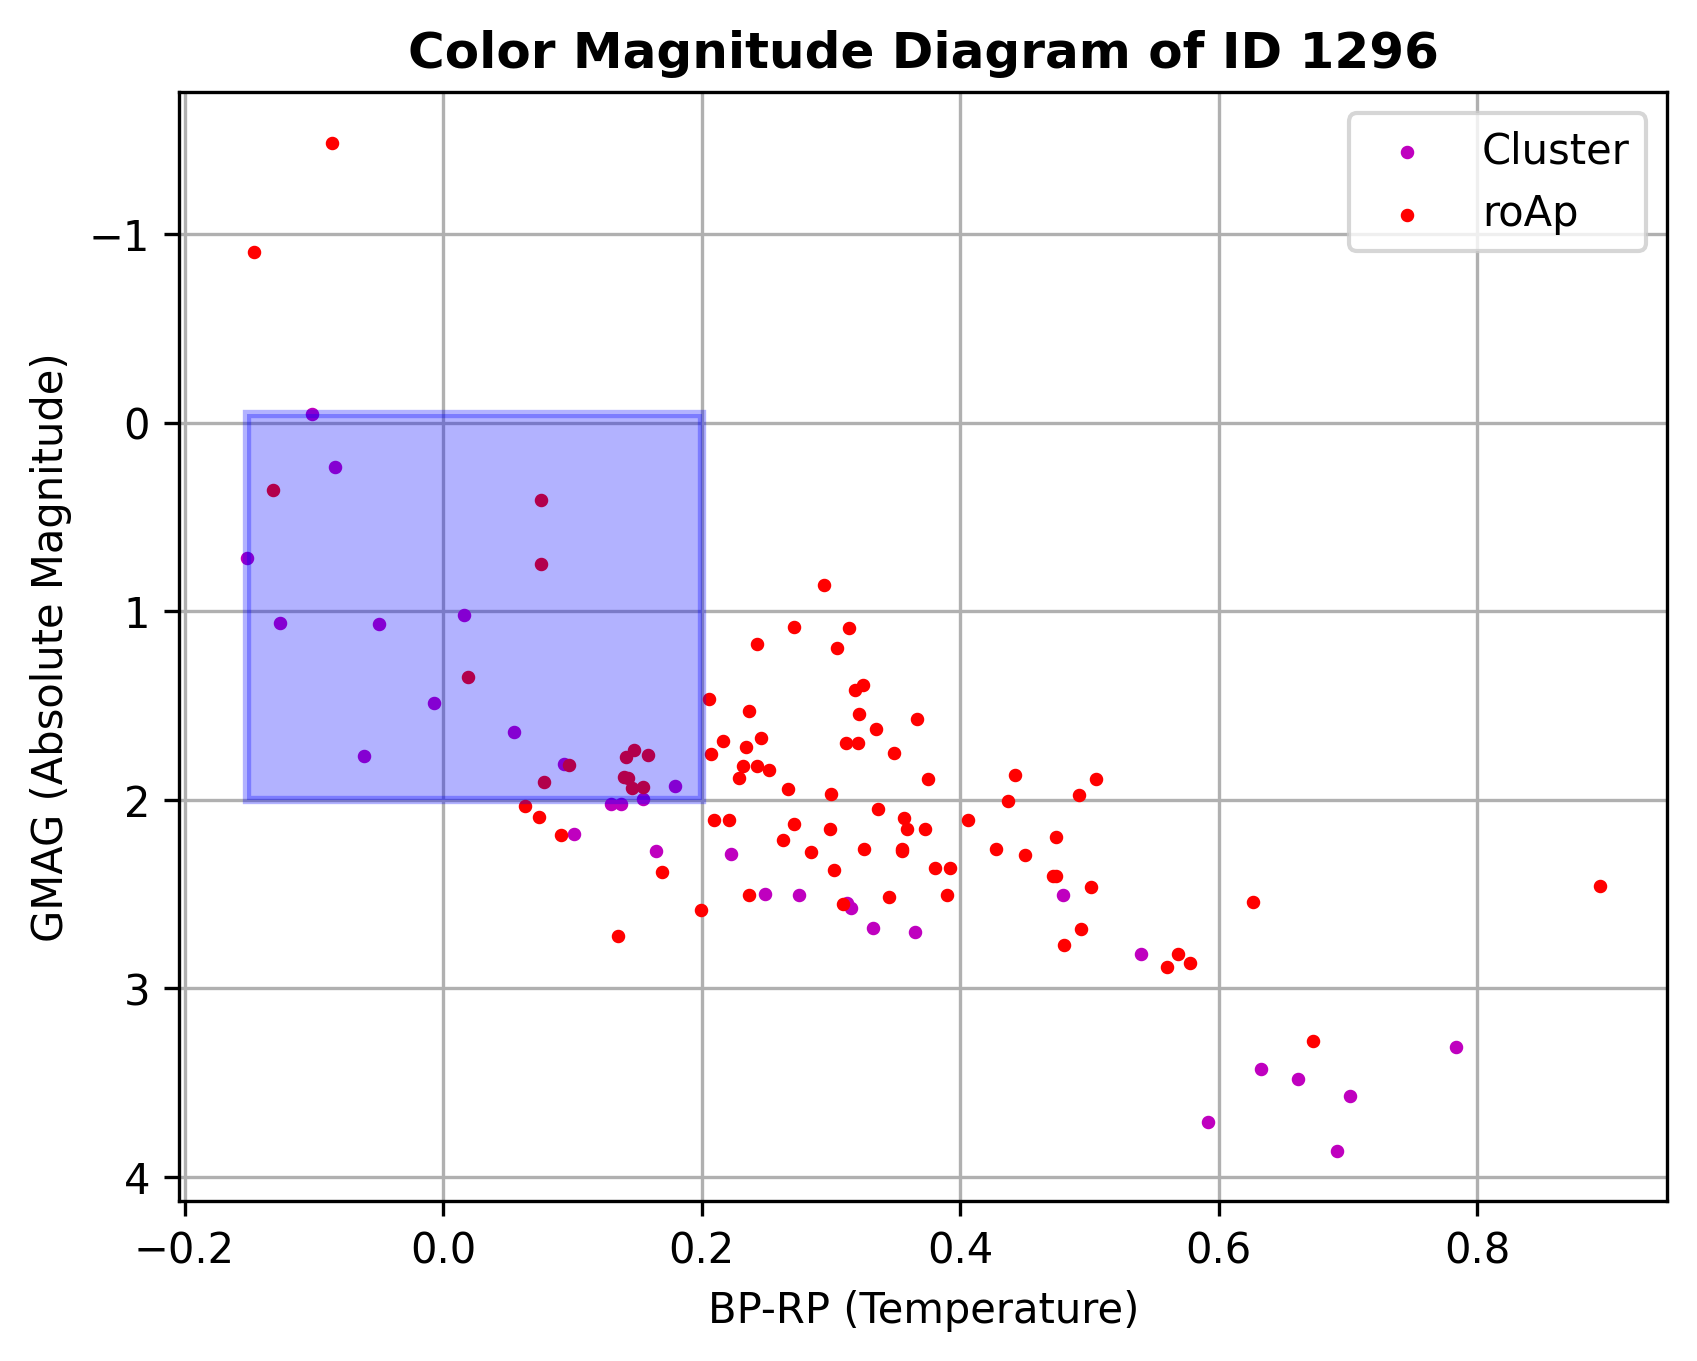 Color Magnitude Diagram of ID 1296
Cluster
roAp
GMAG (Absolute Magnitude)
−1
0
1
2
3
4
−0.2 0.0 0.2 0.4 0.6 0.8
BP-RP (Temperature)